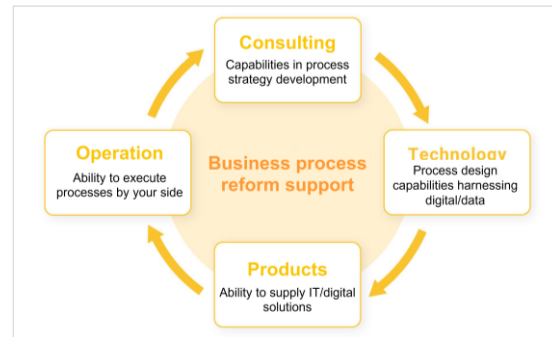 Consulting
Capabilities in process
strategy development
Operation
Ability to execute
processes by your side
Business process
reform support
Technology
Process design
capabilities harnessing
digital/data
Products
Ability to supply IT/digital
solutions